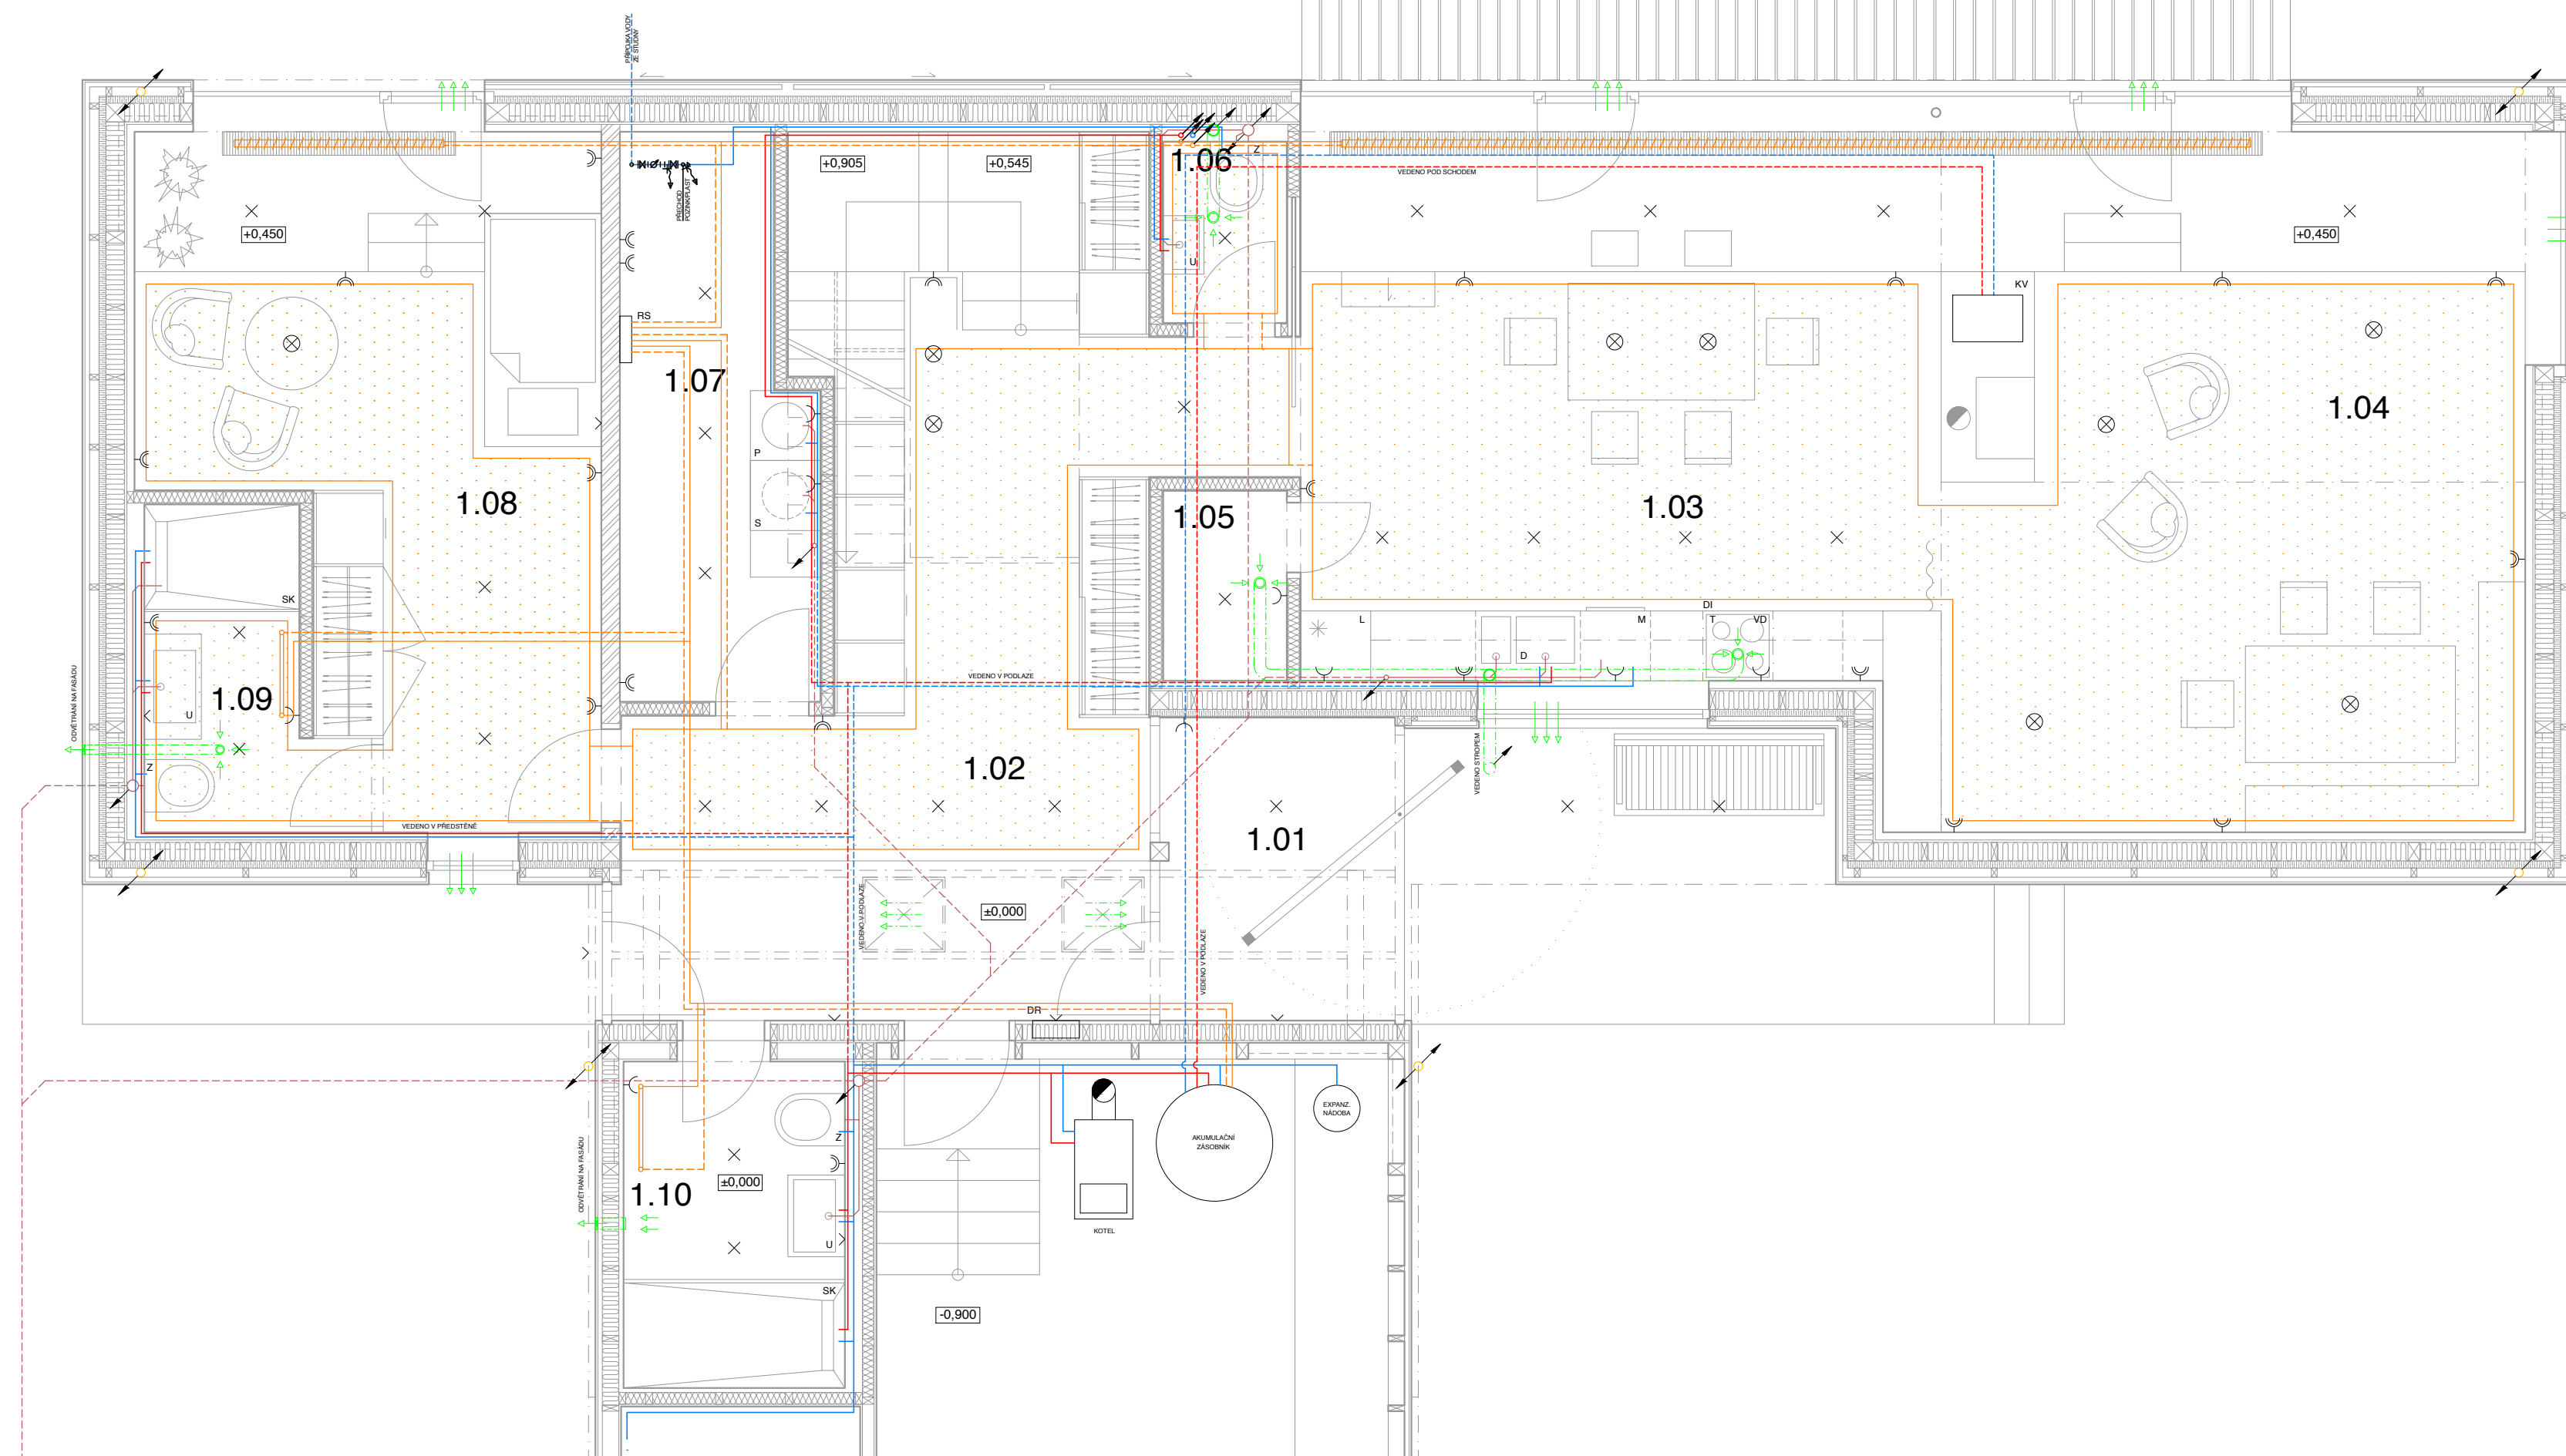 PŘÍPOJKA VODY
ZE STUDNY
+0,905
+0,545
1.06
Z
VEDENO POD SCHODEM
PŘECHOD
POZINK/PLAST
+0,450
+0,450
U
KV
RS
1.07
1.04
P
S
1.08
1.05
1.03
SK
L
M
DI
T
VD
D
VEDENO V PODLAZE
1.09
U
ODVĚTRÁNÍ NA FASÁDU
Z
1.02
VEDENO STROPEM
VEDENO V PŘEDSTĚNĚ
1.01
±0,000
VEDENO V PODLAZE
VEDENO V PODLAZE
DR
EXPANZ.
NÁDOBA
AKUMULAČNÍ
ZÁSOBNÍK
Z
ODVĚTRÁNÍ NA FASÁDU
±0,000
1.10
KOTEL
U
SK
-0,900